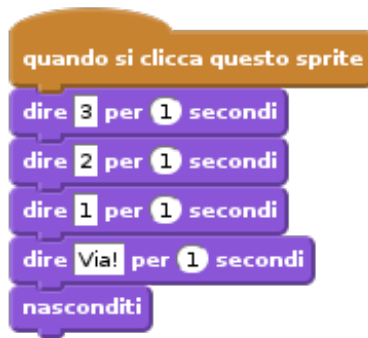 quando si clicca questo sprite
dire 3 per 1 secondi
dire 2 per 1 secondi
dire 1 per 1 secondi
dire Via! per 1 secondi
nasconditi